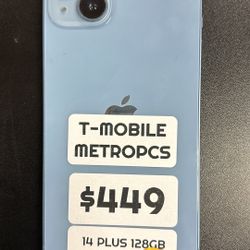 T-MOBILE
METROPCS
$449
14 PLUS 128GB